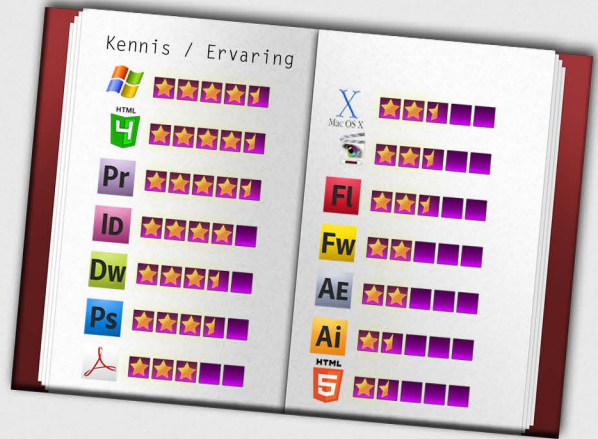 Kennis / Ervaring
HTML
4
Pr
ID
Dw
Ps
X
Mac OS X
Fl
Fw
AE
Ai
HTML
5